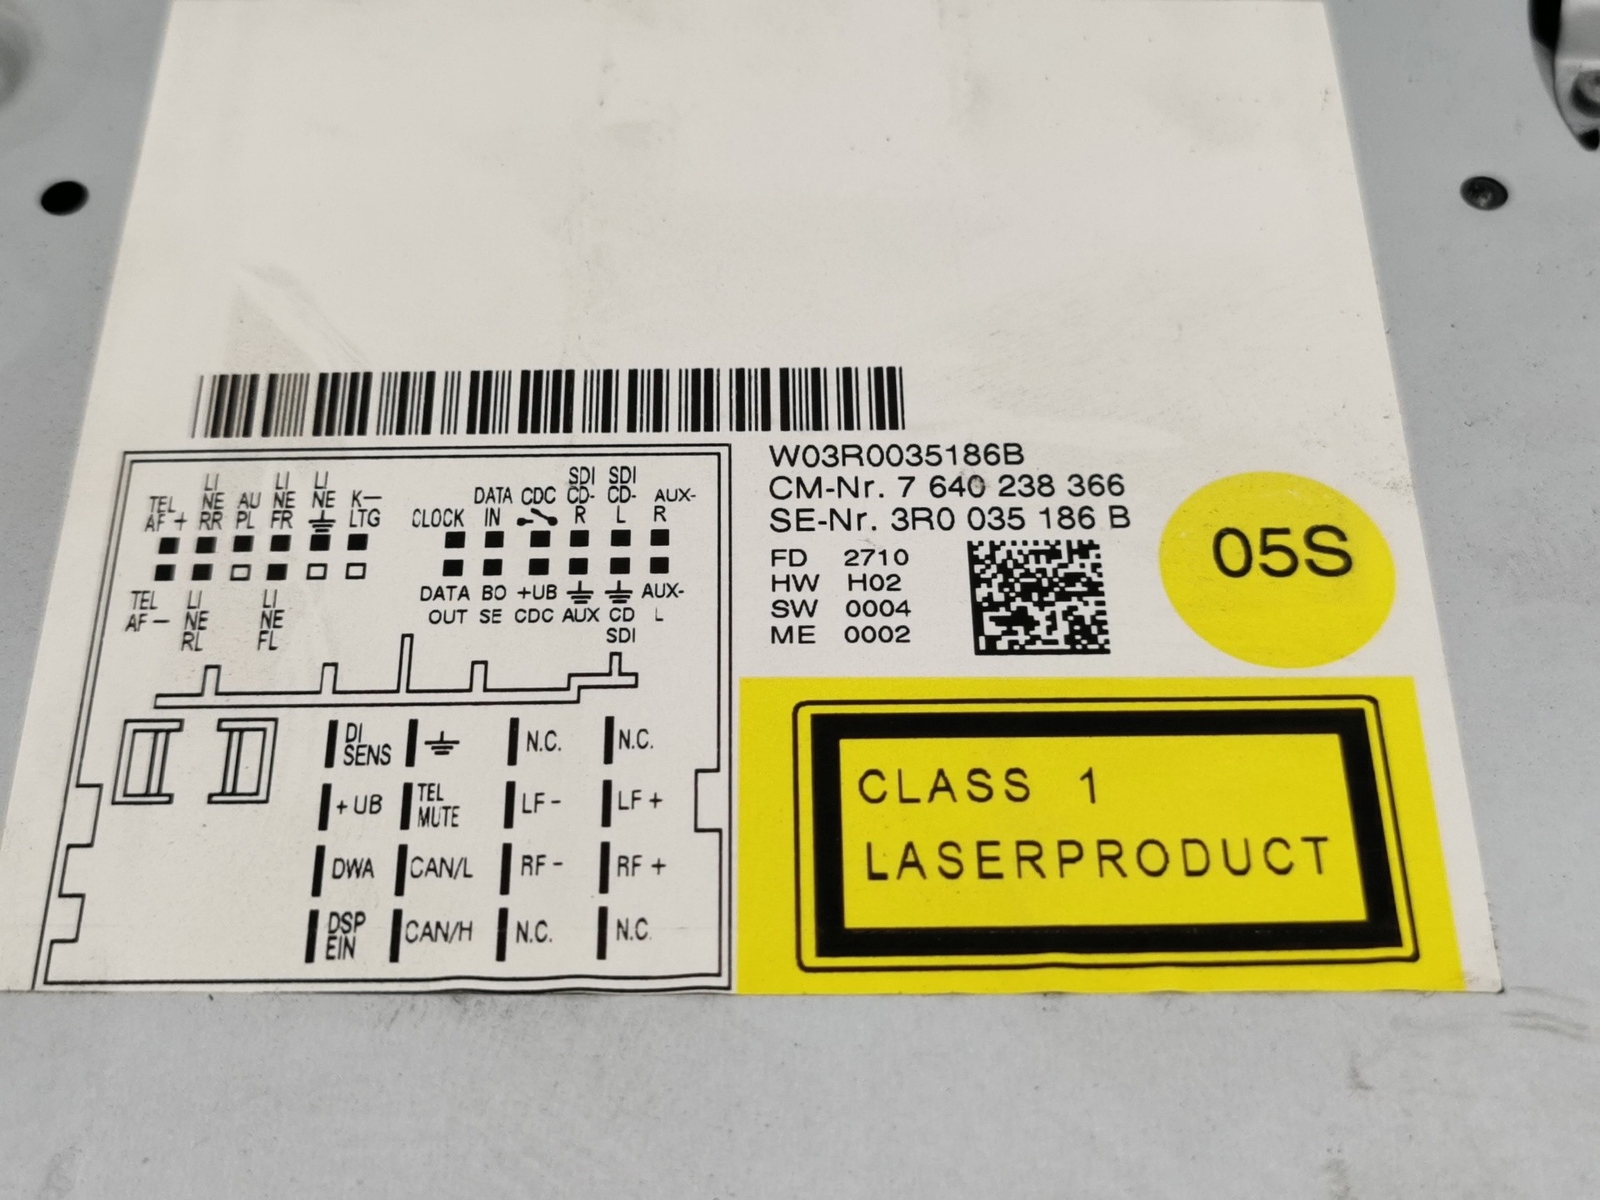 W03R0035186B
CM-Nr. 7 640 238 366
SE-Nr. 3R0 035 186 B
FD 2710
HW H02
SW 0004
ME 0002
05S
CLASS 1
LASERPRODUCT
TEL AF +
LI NE RR
AU PL
LI NE FR
LI NE
K— LTG
CLOCK
DATA IN
CDC
SDI CD- R
SDI CD- L
AUX- R
TEL AF —
LI NE RL
LI NE FL
DATA OUT
BO SE
+UB CDC
AUX
CD SDI
AUX- L
DI SENS
N.C.
N.C.
+ UB
TEL MUTE
LF -
LF +
DWA
CAN/L
RF -
RF +
DSP EIN
CAN/H
N.C.
N.C.